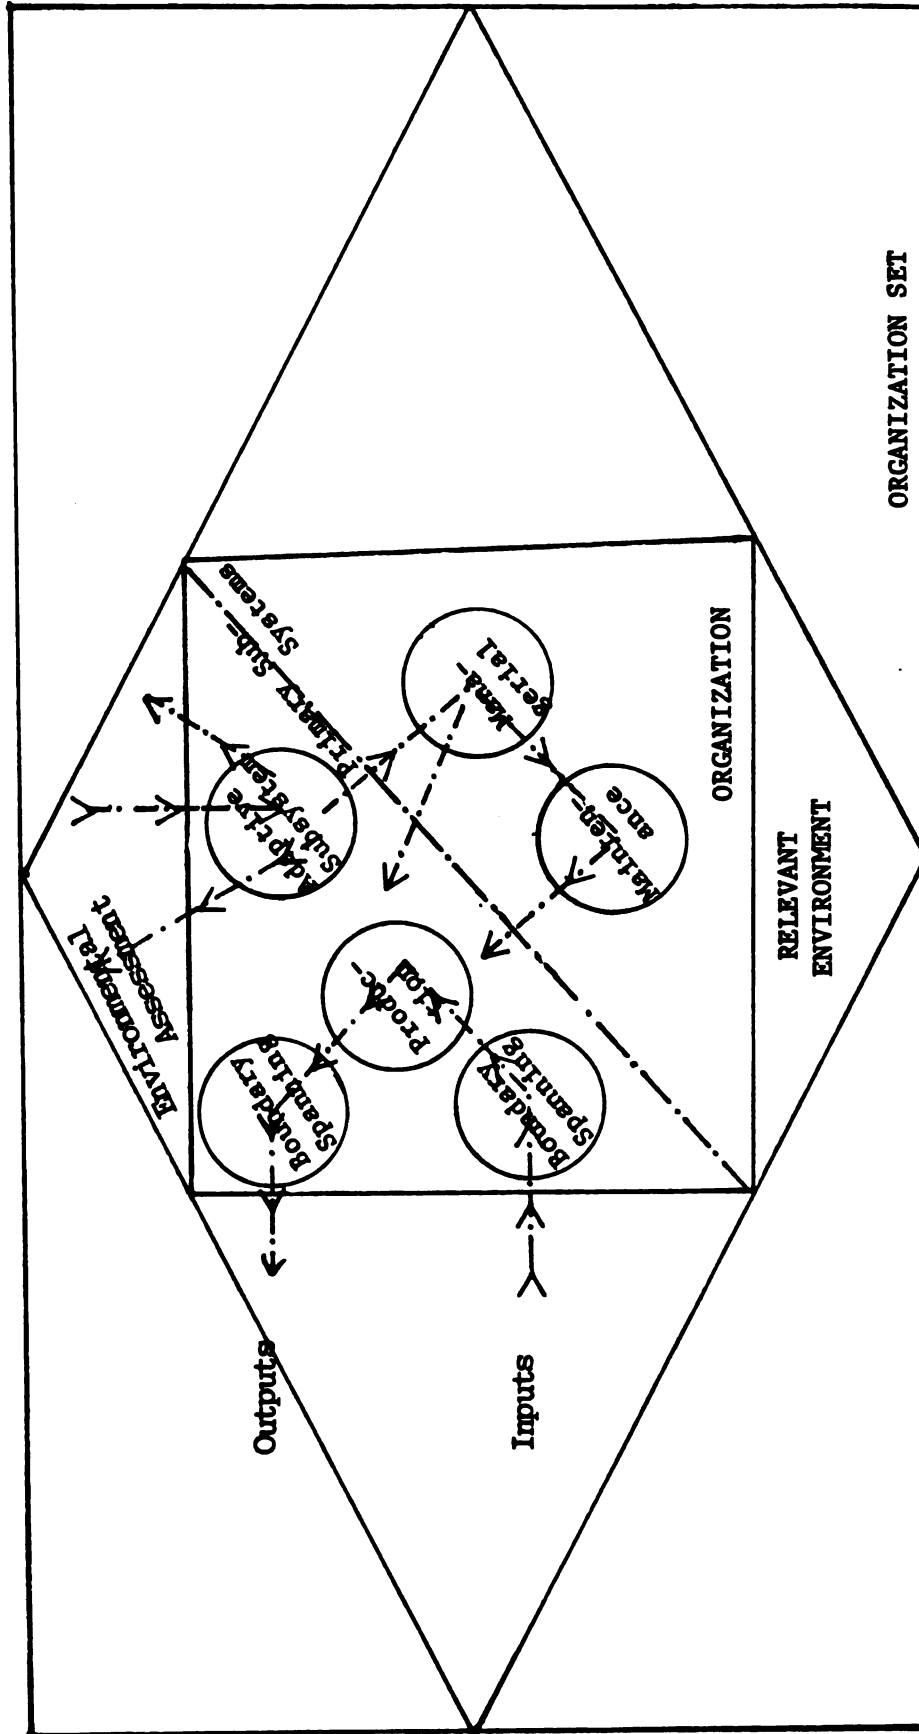 Environmental
Assessment
Primary Sub-
Systems
Adaptive
Subsystem
Outputs
Boundary
Spanning
Produc-
tion
Mana-
gerial
Inputs
Boundary
Spanning
Mainten-
ance
ORGANIZATION
RELEVANT
ENVIRONMENT
ORGANIZATION SET